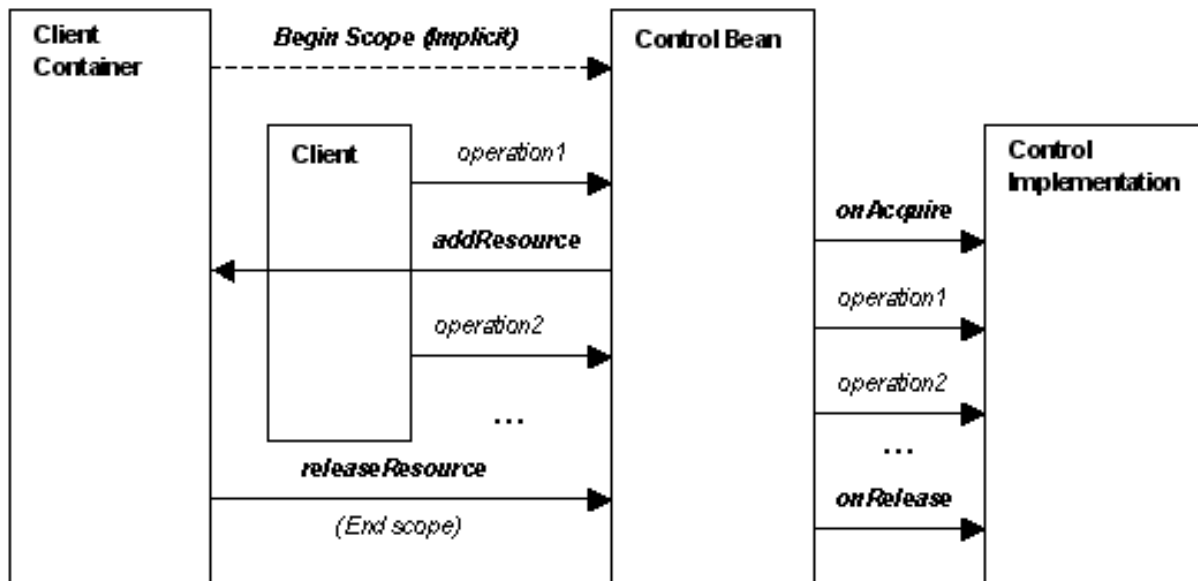 Client
Container
Begin Scope (Implicit)
Control Bean
Client
operation1
Control
Implementation
onAcquire
addResource
operation1
operation2
operation2
...
...
releaseResource
onRelease
(End scope)